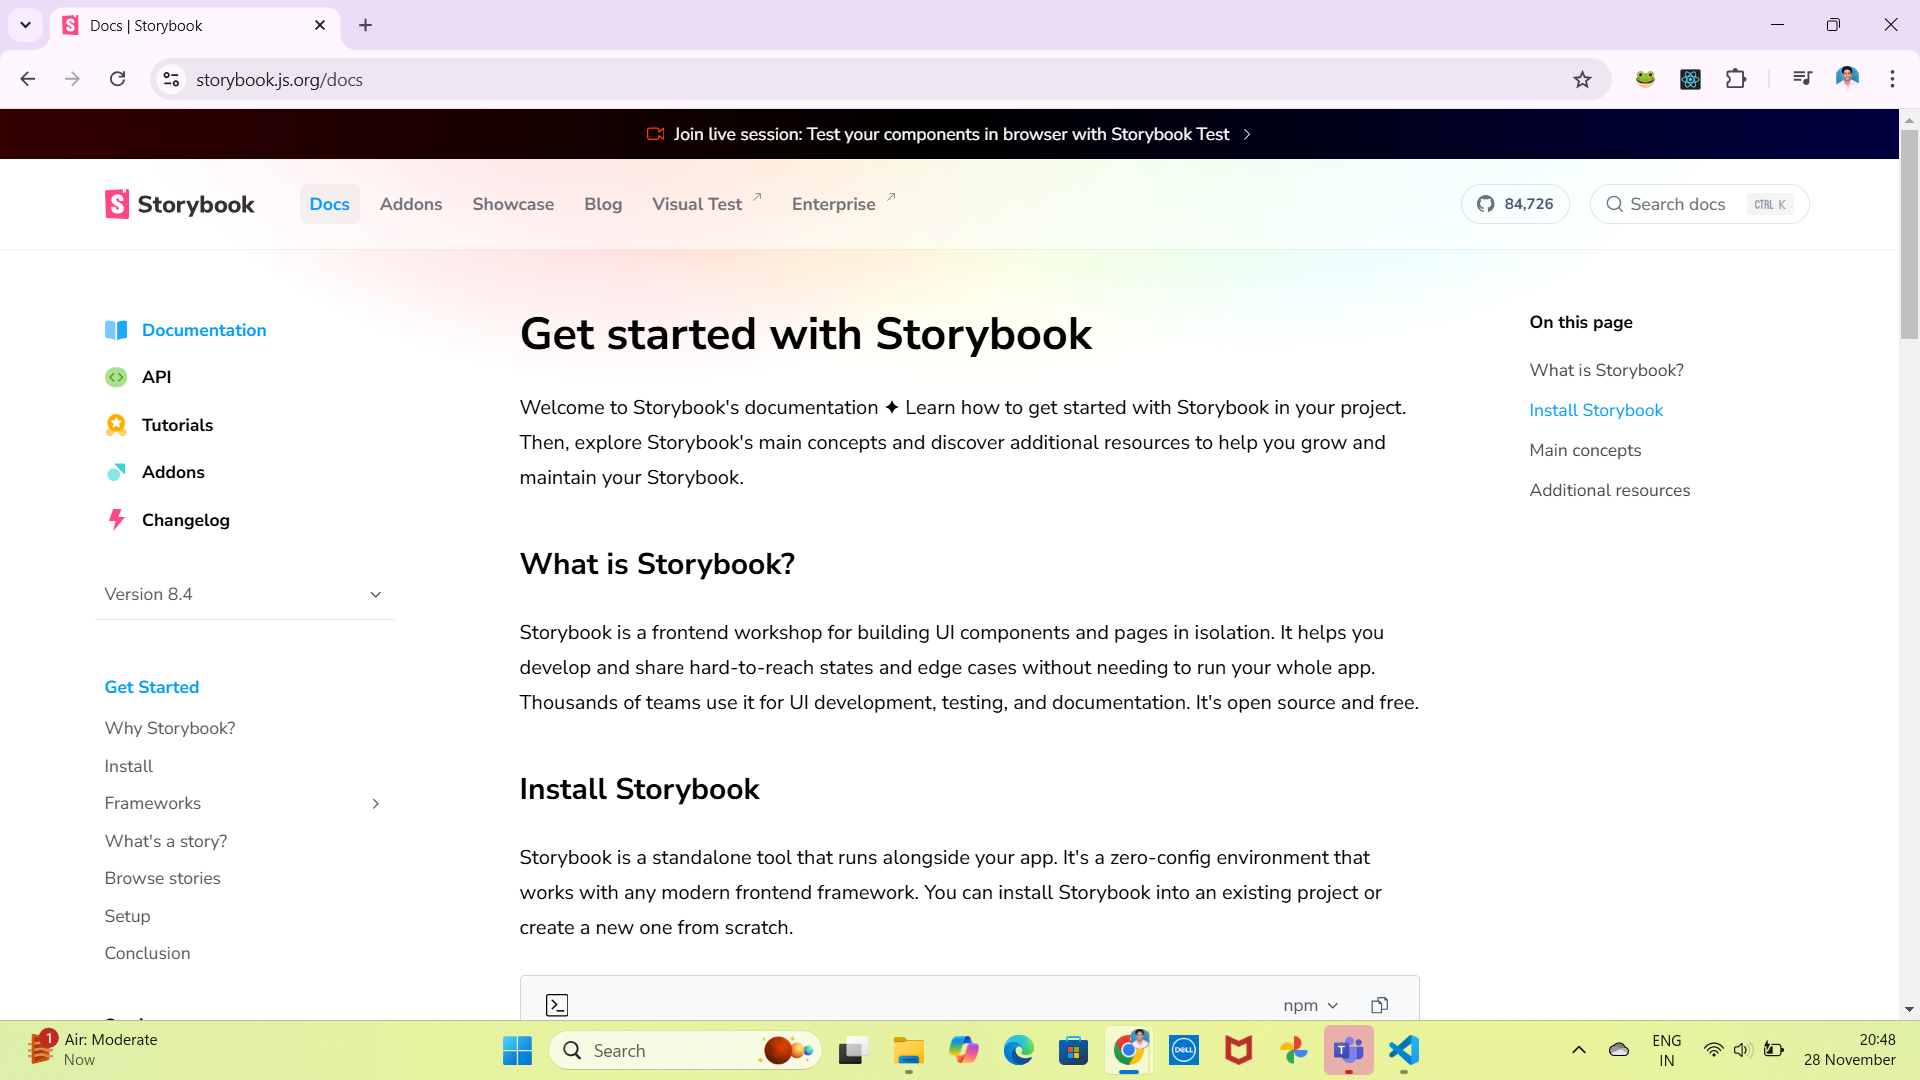 Docs | Storybook
storybook.js.org/docs
Join live session: Test your components in browser with Storybook Test
Storybook
Docs
Addons
Showcase
Blog
Visual Test
Enterprise
84,726
Search docs
CTRL K
Documentation
API
Tutorials
Addons
Changelog
Version 8.4
Get Started
Why Storybook?
Install
Frameworks
What's a story?
Browse stories
Setup
Conclusion
Get started with Storybook
Welcome to Storybook's documentation ✦ Learn how to get started with Storybook in your project.
Then, explore Storybook's main concepts and discover additional resources to help you grow and
maintain your Storybook.
What is Storybook?
Storybook is a frontend workshop for building UI components and pages in isolation. It helps you
develop and share hard-to-reach states and edge cases without needing to run your whole app.
Thousands of teams use it for UI development, testing, and documentation. It's open source and free.
Install Storybook
Storybook is a standalone tool that runs alongside your app. It's a zero-config environment that
works with any modern frontend framework. You can install Storybook into an existing project or
create a new one from scratch.
npm
On this page
What is Storybook?
Install Storybook
Main concepts
Additional resources
1
Air: Moderate
Now
Search
DELL
ENG
IN
20:48
28 November